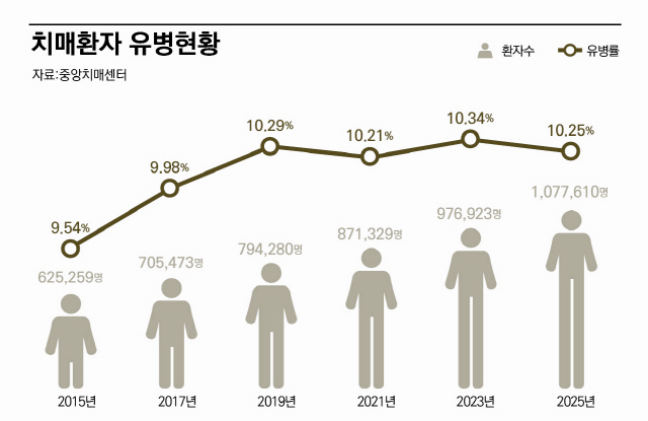 치매환자 유병현황
환자수 유병률
자료:중앙치매센터
9.54% 9.98% 10.29% 10.21% 10.34% 10.25%
625,259명 705,473명 794,280명 871,329명 976,923명 1,077,610명
2015년 2017년 2019년 2021년 2023년 2025년